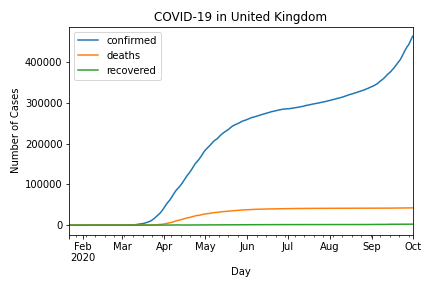 COVID-19 in United Kingdom
confirmed
deaths
recovered
Number of Cases
400000
300000
200000
100000
0
Feb Mar Apr May Jun Jul Aug Sep Oct
2020
Day